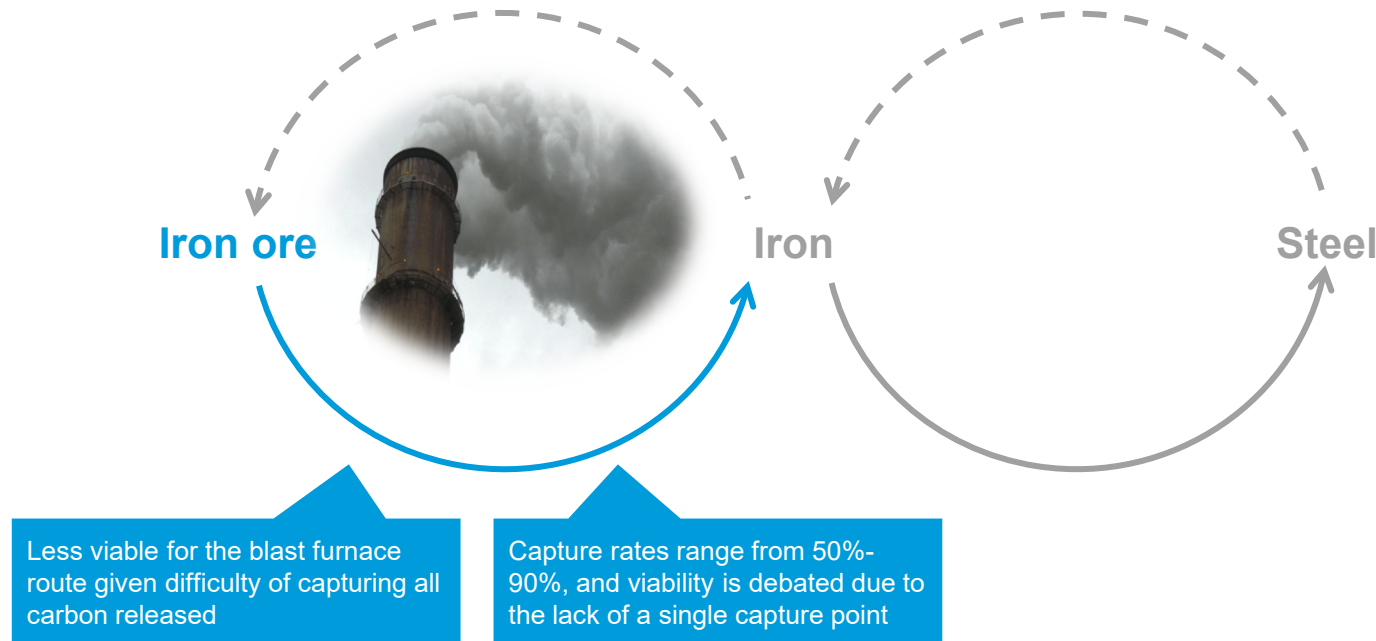 Iron ore
Iron
Steel
Less viable for the blast furnace
route given difficulty of capturing all
carbon released
Capture rates range from 50%-
90%, and viability is debated due to
the lack of a single capture point